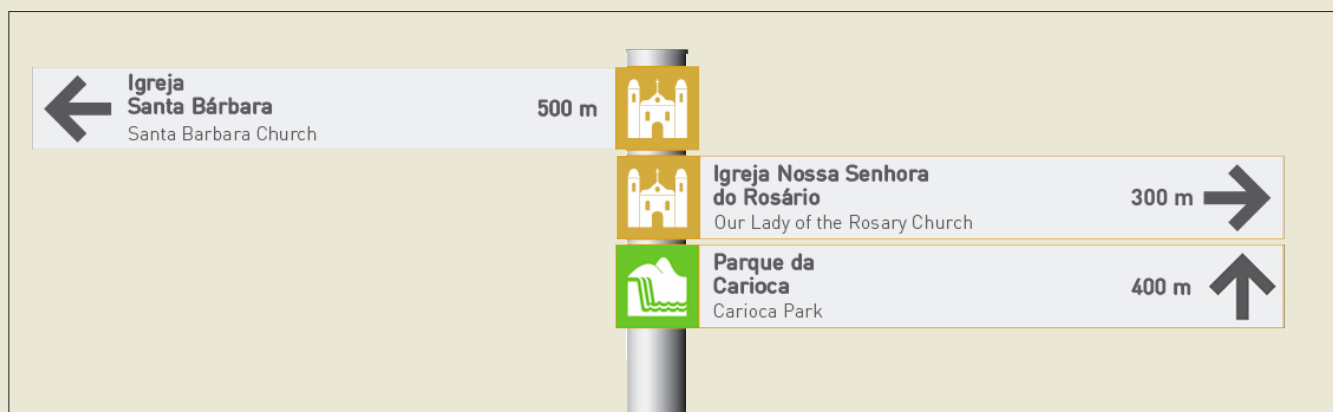 Igreja
Santa Bárbara
Santa Barbara Church
500 m
Igreja Nossa Senhora
do Rosário
Our Lady of the Rosary Church
300 m
Parque da
Carioca
Carioca Park
400 m